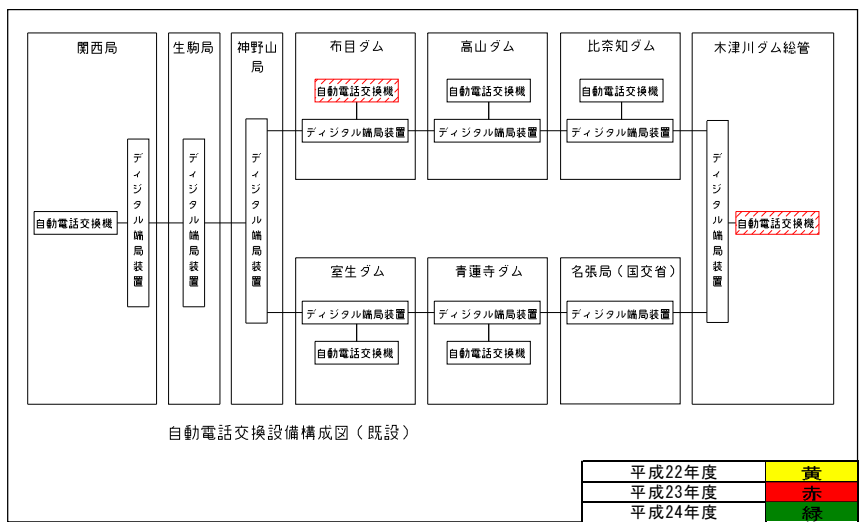 関西局
生駒局
神野山
局
布目ダム
高山ダム
比奈知ダム
木津川ダム総管
自動電話交換機
自動電話交換機
自動電話交換機
ディジタル端局装置
ディジタル端局装置
ディジタル端局装置
ディジタル端局装置
ディジタル端局装置
ディジタル端局装置
ディジタル端局装置
自動電話交換機
自動電話交換機
室生ダム
青蓮寺ダム
名張局（国交省）
ディジタル端局装置
ディジタル端局装置
ディジタル端局装置
自動電話交換機
自動電話交換機
自動電話交換設備構成図（既設）
平成22年度 黄
平成23年度 赤
平成24年度 緑